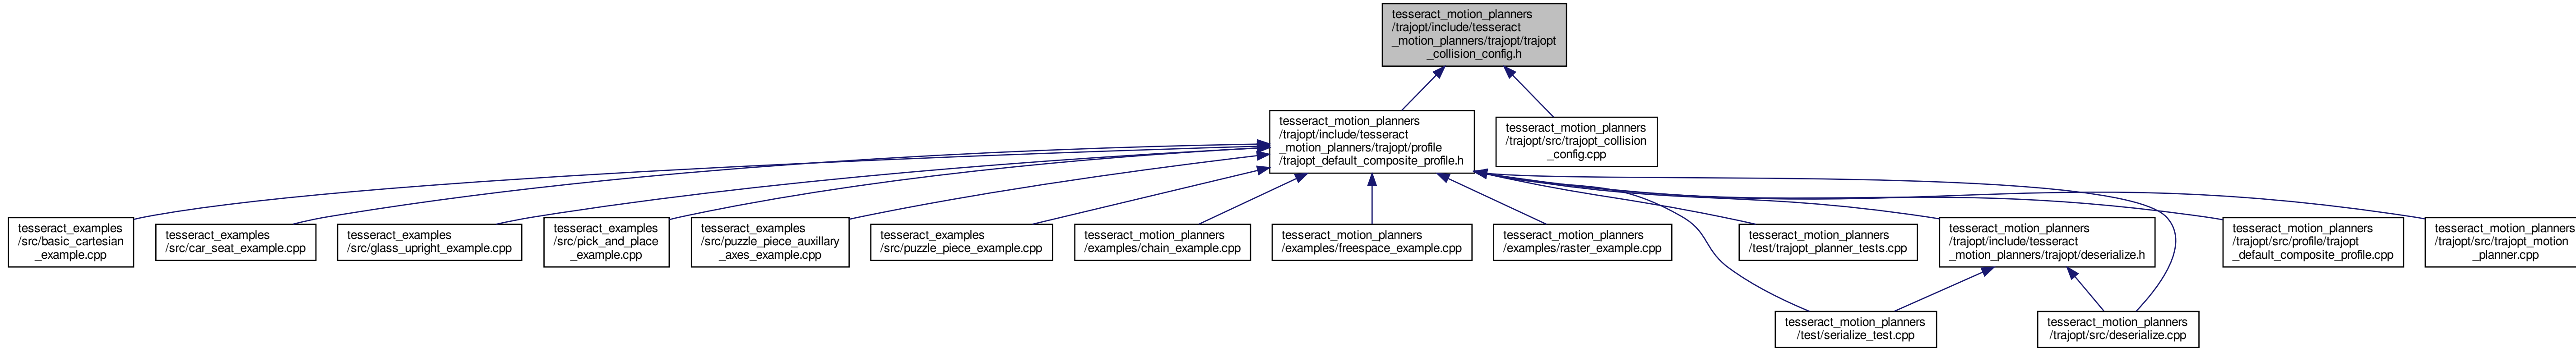 tesseract_motion_planners
/trajopt/include/tesseract
_motion_planners/trajopt/trajopt
_collision_config.h
tesseract_motion_planners
/trajopt/include/tesseract
_motion_planners/trajopt/profile
/trajopt_default_composite_profile.h
tesseract_motion_planners
/trajopt/src/trajopt_collision
_config.cpp
tesseract_examples
/src/basic_cartesian
_example.cpp
tesseract_examples
/src/car_seat_example.cpp
tesseract_examples
/src/glass_upright_example.cpp
tesseract_examples
/src/pick_and_place
_example.cpp
tesseract_examples
/src/puzzle_piece_auxillary
_axes_example.cpp
tesseract_examples
/src/puzzle_piece_example.cpp
tesseract_motion_planners
/examples/chain_example.cpp
tesseract_motion_planners
/examples/freespace_example.cpp
tesseract_motion_planners
/examples/raster_example.cpp
tesseract_motion_planners
/test/trajopt_planner_tests.cpp
tesseract_motion_planners
/trajopt/include/tesseract
_motion_planners/trajopt/deserialize.h
tesseract_motion_planners
/trajopt/src/profile/trajopt
_default_composite_profile.cpp
tesseract_motion_planners
/trajopt/src/trajopt_motion
_planner.cpp
tesseract_motion_planners
/test/serialize_test.cpp
tesseract_motion_planners
/trajopt/src/deserialize.cpp